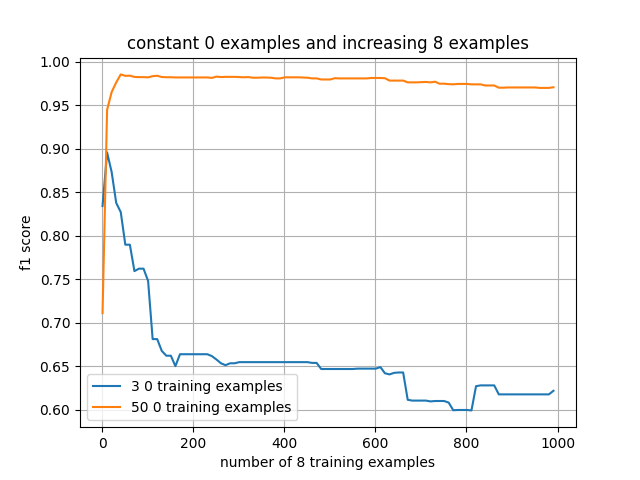 constant 0 examples and increasing 8 examples
1.00
0.95
0.90
0.85
0.80
0.75
0.70
0.65
0.60
f1 score
3 0 training examples
50 0 training examples
0 200 400 600 800 1000
number of 8 training examples